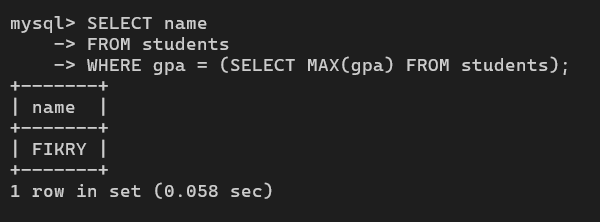 mysql> SELECT name
    -> FROM students
    -> WHERE gpa = (SELECT MAX(gpa) FROM students);
+-------+
| name  |
+-------+
| FIKRY |
+-------+
1 row in set (0.058 sec)